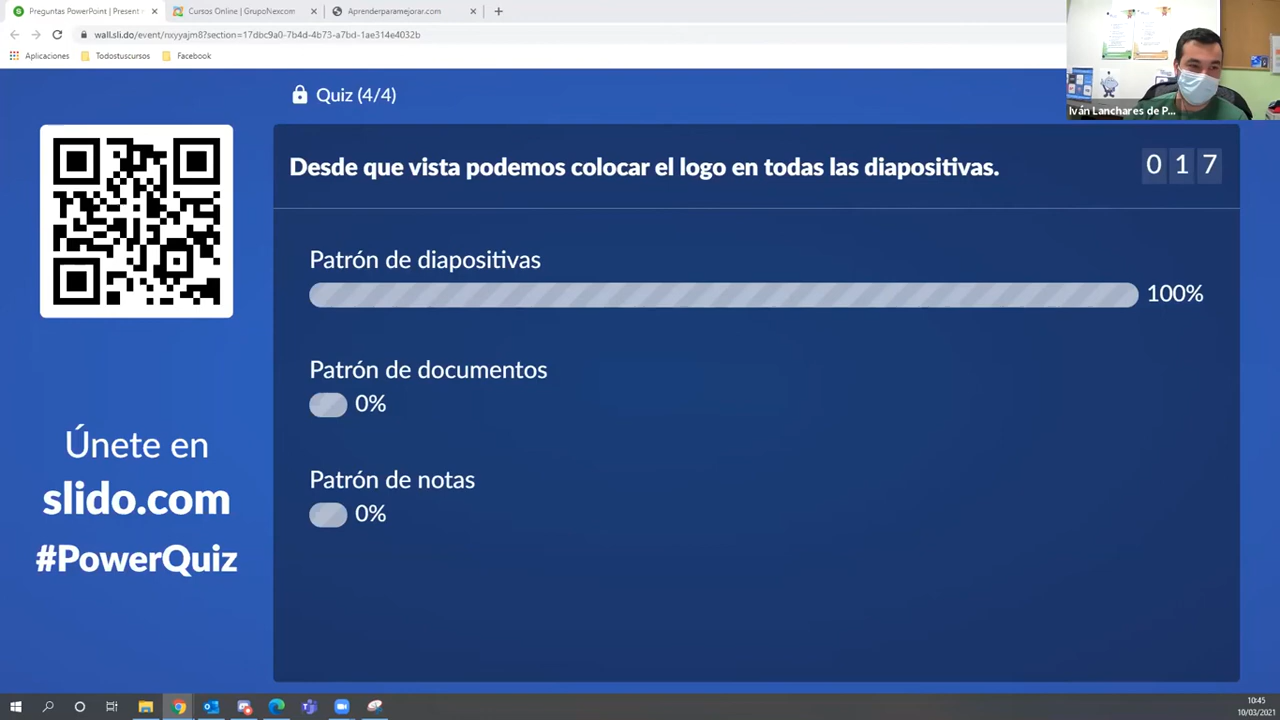 Preguntas PowerPoint | Present
Cursos Online | GrupoNexcom
Aprenderparamejorar.com
wall.sli.do/event/nxyyajm8?section=17dbc9a0-7b4d-4b73-a7bd-1ae314e4032b
Aplicaciones
Todostuscursos
Facebook
Iván Lanchares de P...
Quiz (4/4)
Desde que vista podemos colocar el logo en todas las diapositivas.
0 1 7
Patrón de diapositivas
100%
Patrón de documentos
0%
Patrón de notas
0%
Únete en
slido.com
#PowerQuiz
10:45
10/03/2021